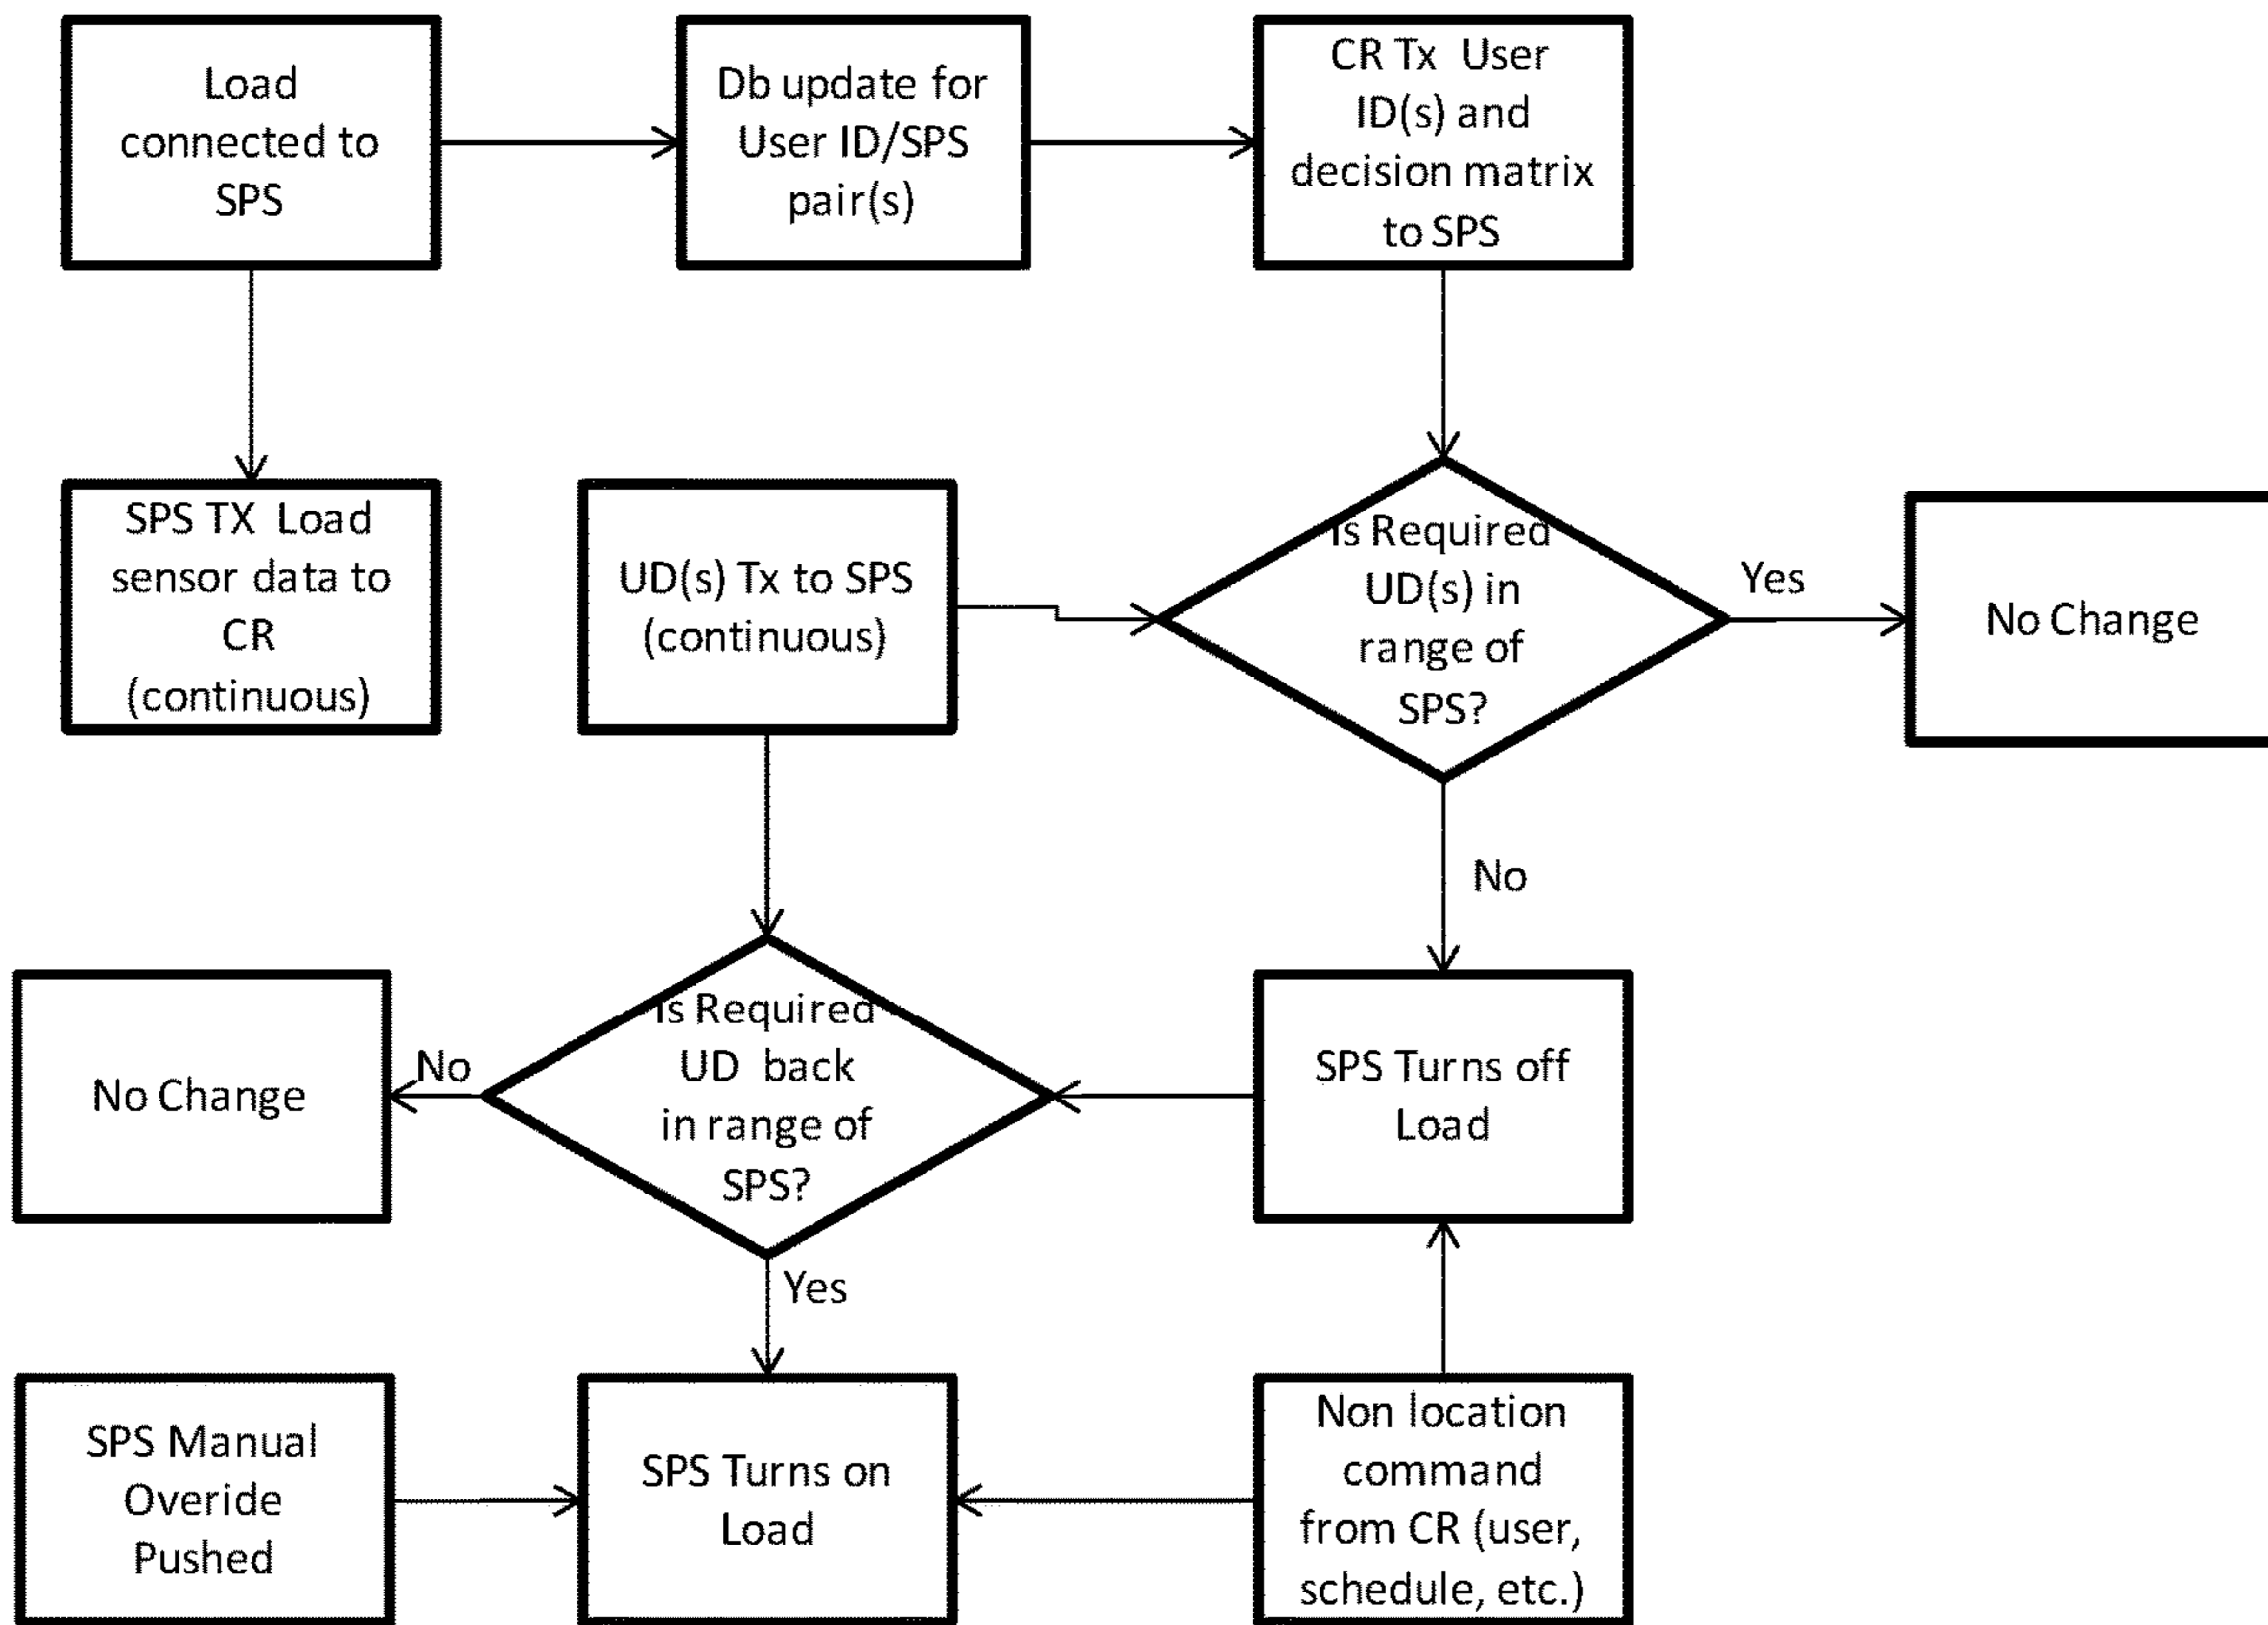 Load
connected to
SPS
Db update for
User ID/SPS
pair(s)
CR Tx User
ID(s) and
decision matrix
to SPS
SPS TX Load
sensor data to
CR
(continuous)
UD(s) Tx to SPS
(continuous)
Is Required
UD(s) in
range of
SPS?
Yes
No Change
No
No Change
No
Is Required
UD back
in range of
SPS?
SPS Turns off
Load
Yes
SPS Manual
Overide
Pushed
SPS Turns on
Load
Non location
command
from CR (user,
schedule, etc.)